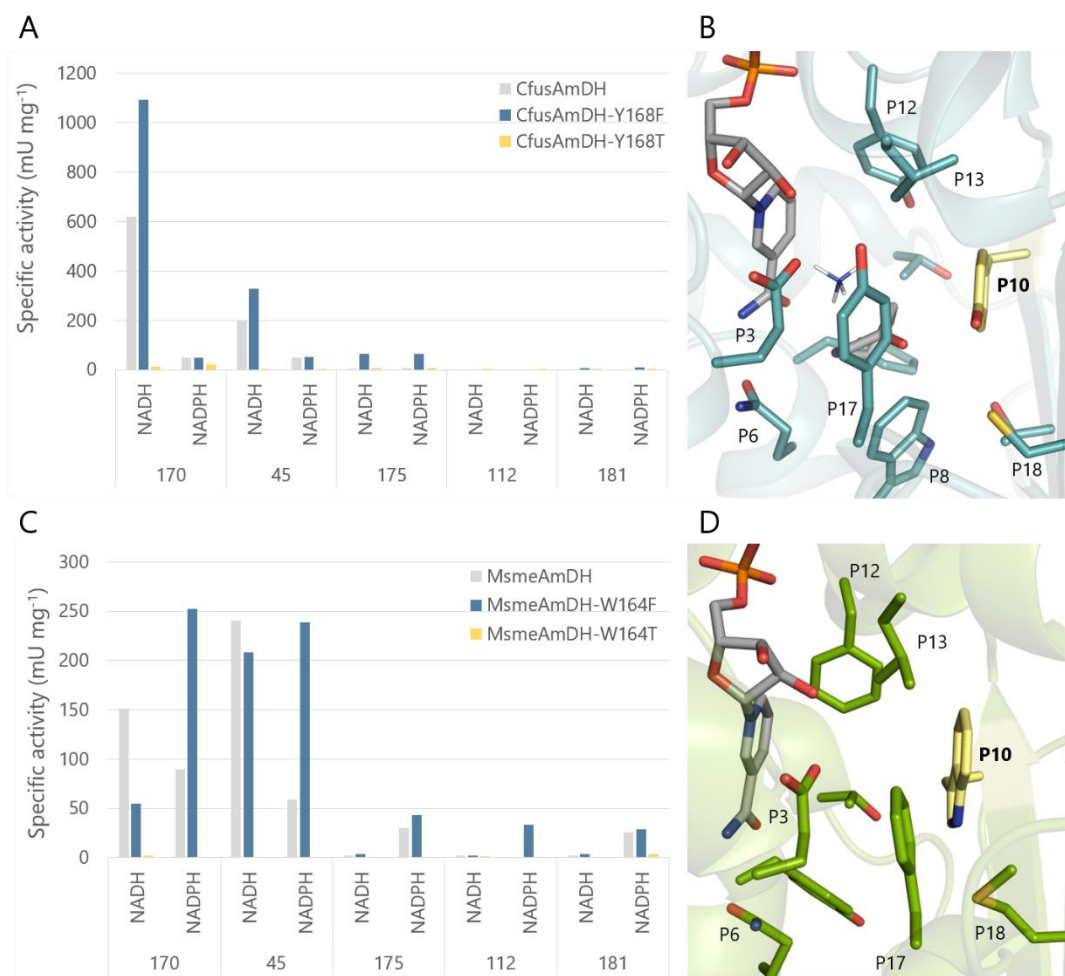 A
Specific activity (mU mg⁻¹)
1200
1000
800
600
400
200
0
CfusAmDH
CfusAmDH-Y168F
CfusAmDH-Y168T
NADH NADPH NADH NADPH NADH NADPH NADH NADPH NADH NADPH
170 45 175 112 181
B
P12
P13
P10
P3
P17
P6
P8
P18
C
Specific activity (mU mg⁻¹)
300
250
200
150
100
50
0
MsmeAmDH
MsmeAmDH-W164F
MsmeAmDH-W164T
NADH NADPH NADH NADPH NADH NADPH NADH NADPH NADH NADPH
170 45 175 112 181
D
P12
P13
P10
P3
P6
P18
P17